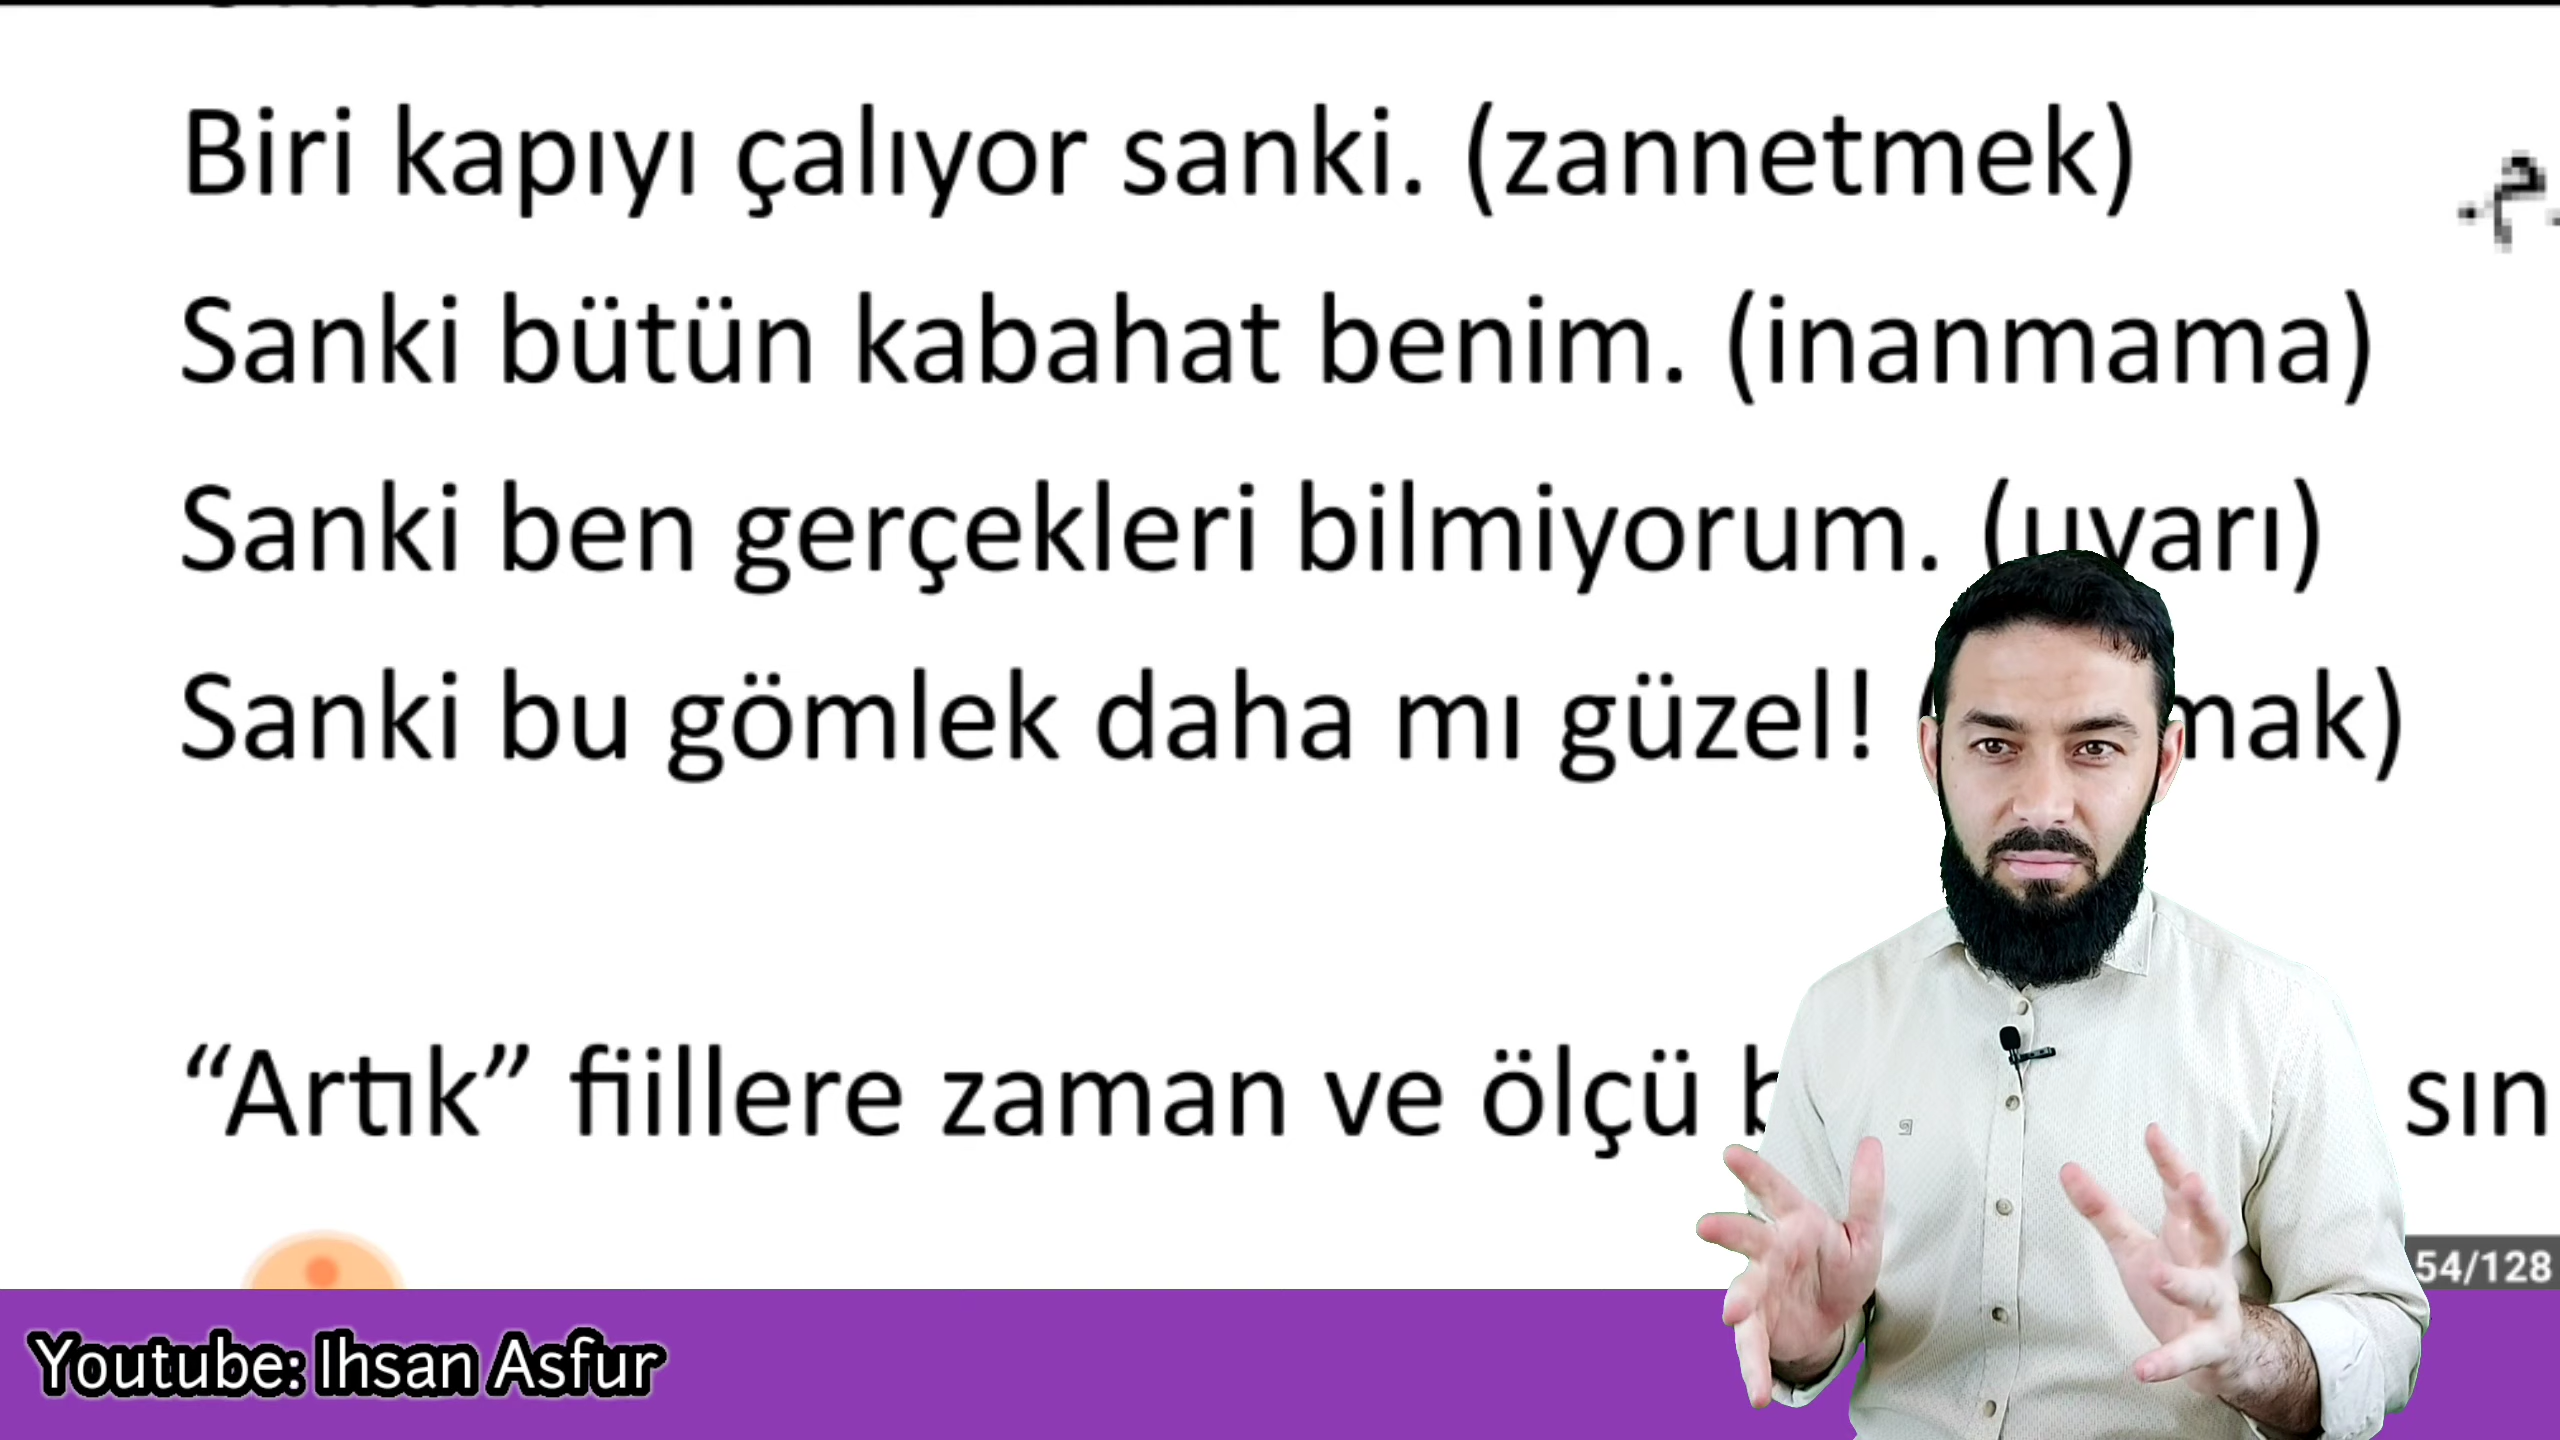 Biri kapıyı çalıyor sanki. (zannetmek)
Sanki bütün kabahat benim. (inanmama)
Sanki ben gerçekleri bilmiyorum. (uyarı)
Sanki bu gömlek daha mı güzel!
“Artık” fiillere zaman ve ölçü
54/128
Youtube: Ihsan Asfur